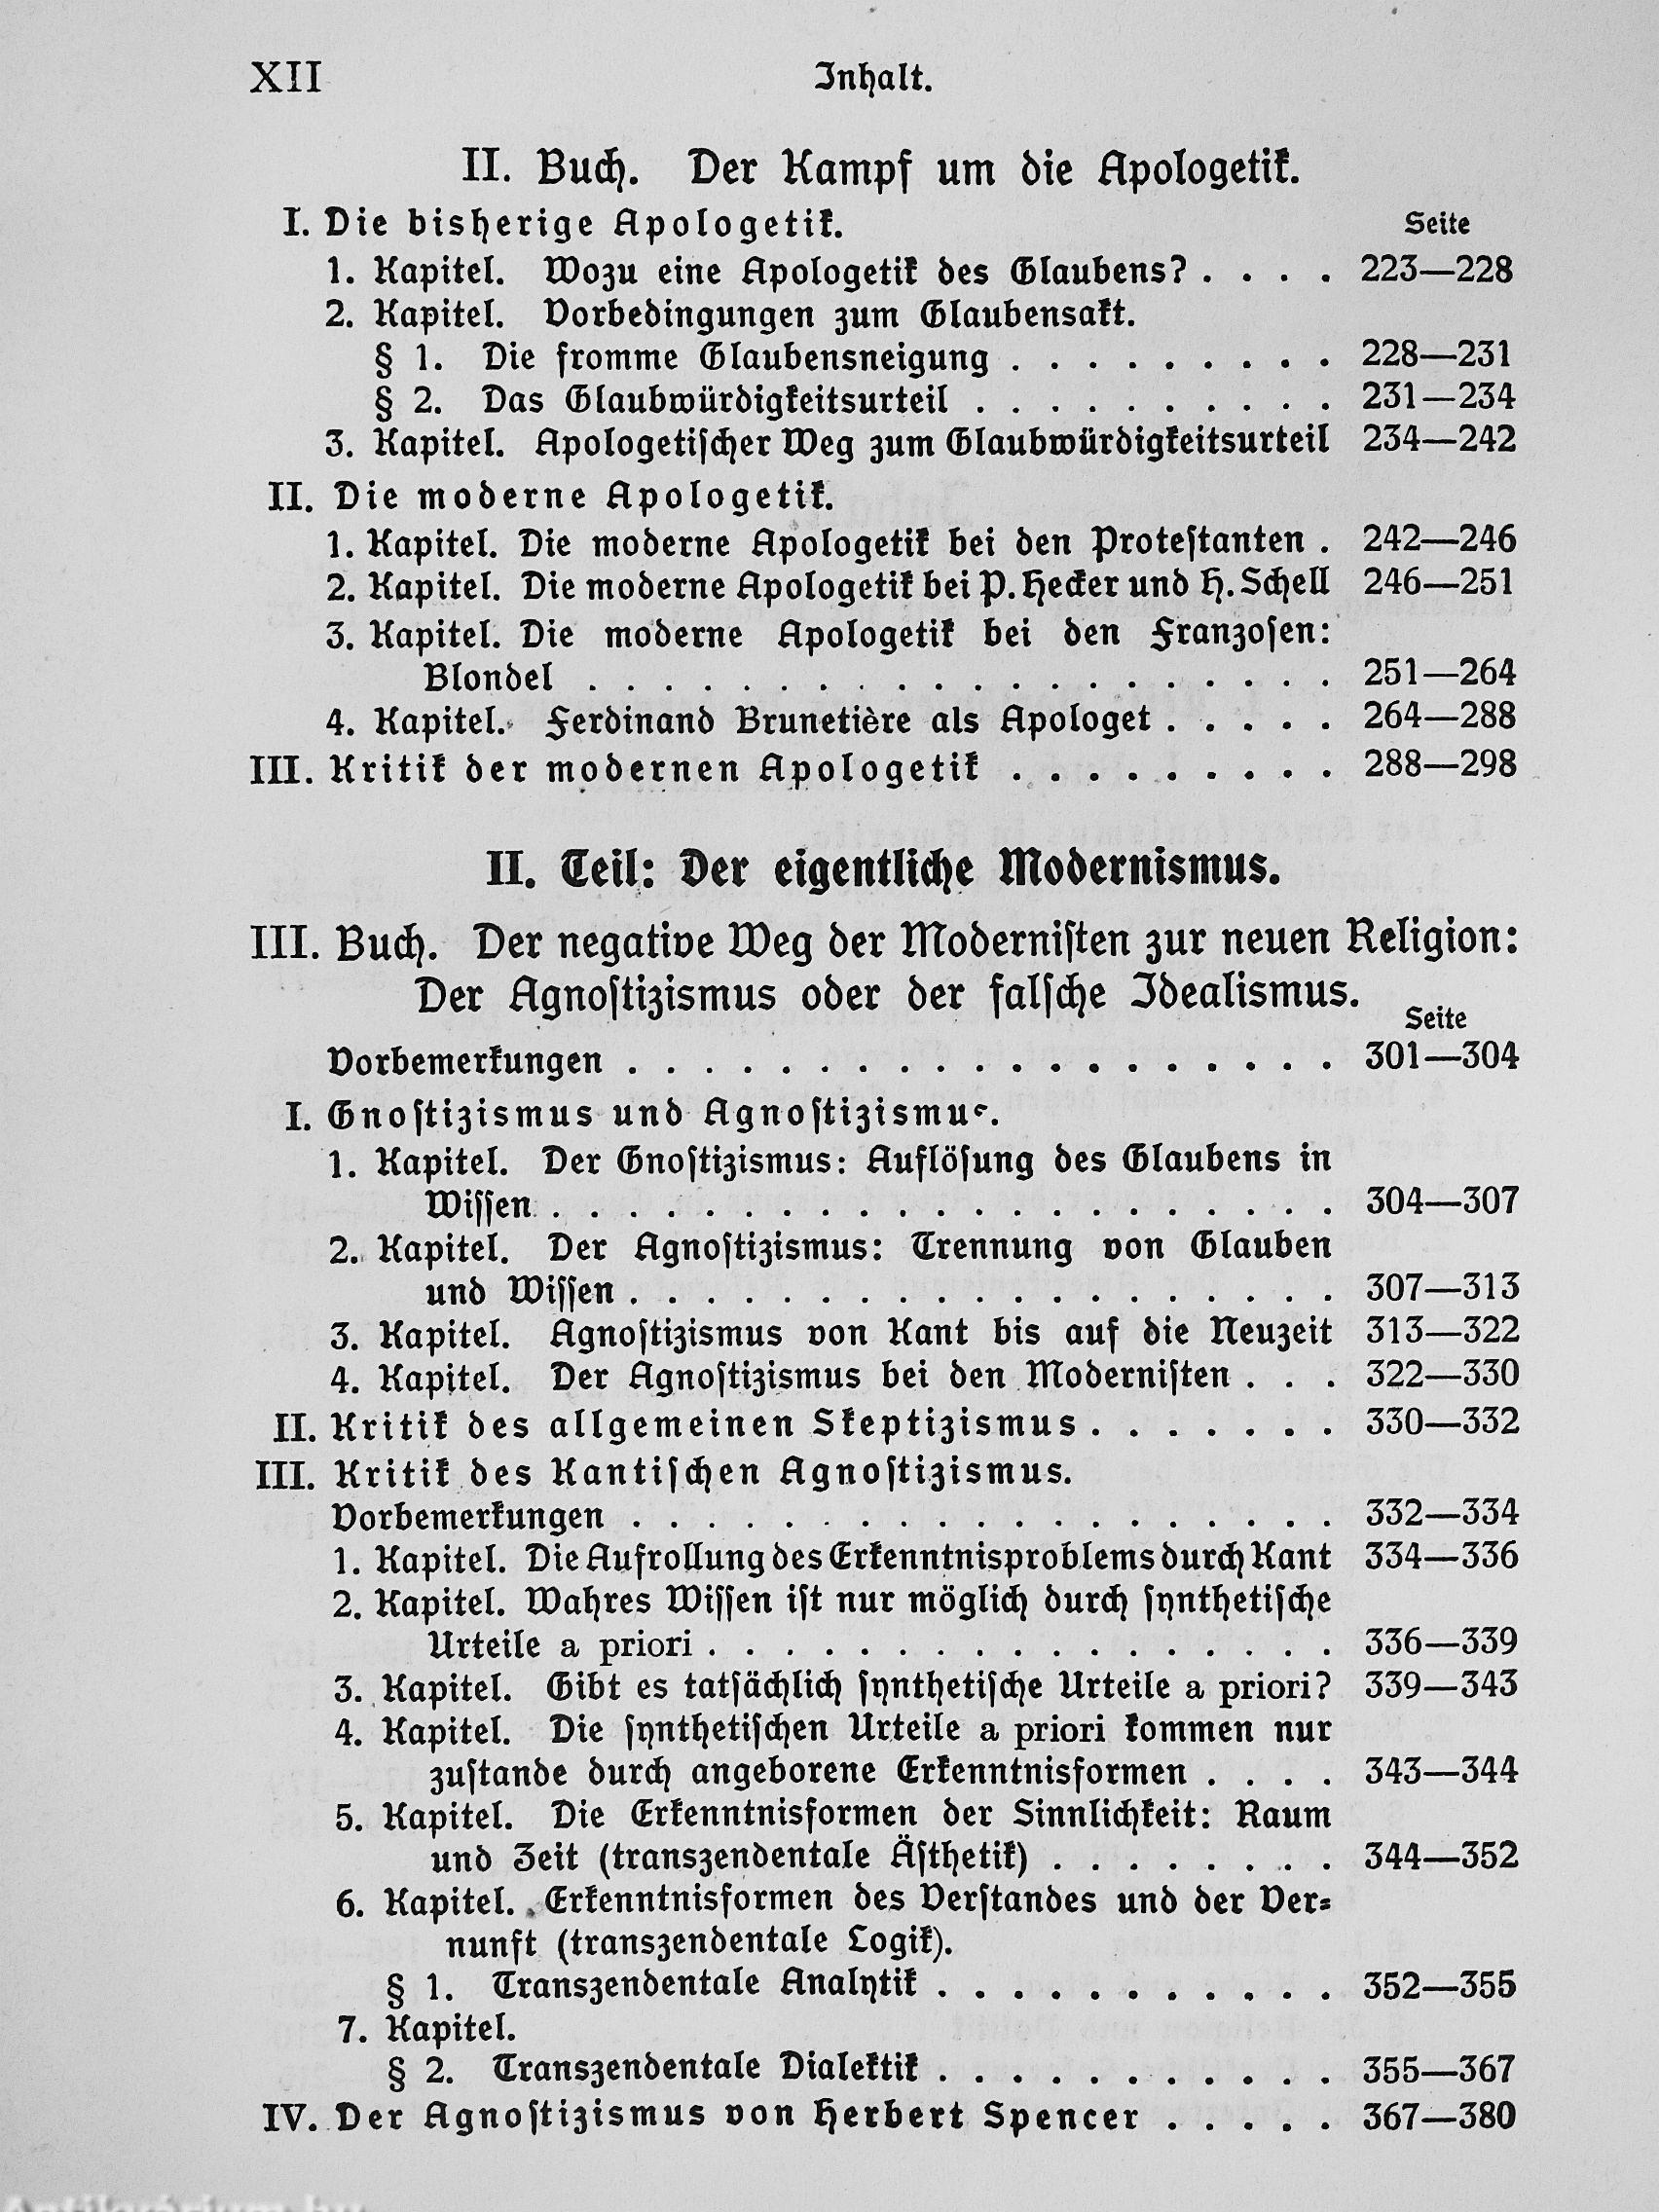 XII Inhalt.
II. Buch. Der Kampf um die Apologetik.
I. Die bisherige Apologetik. Seite
1. Kapitel. Wozu eine Apologetik des Glaubens? . . . . 223—228
2. Kapitel. Vorbedingungen zum Glaubensakt.
§ 1. Die fromme Glaubensneigung . . . . . . . . . 228—231
§ 2. Das Glaubwürdigkeitsurteil . . . . . . . . . . 231—234
3. Kapitel. Apologetiſcher Weg zum Glaubwürdigkeitsurteil 234—242
II. Die moderne Apologetik.
1. Kapitel. Die moderne Apologetik bei den Proteſtanten . 242—246
2. Kapitel. Die moderne Apologetik bei P. Hecker und H. Schell 246—251
3. Kapitel. Die moderne Apologetik bei den Franzoſen:
Blondel . . . . . . . . . . . . . . . . . . . . 251—264
4. Kapitel. Ferdinand Brunetière als Apologet . . . . . 264—288
III. Kritik der modernen Apologetik . . . . . . . . . 288—298
II. Teil: Der eigentliche Modernismus.
III. Buch. Der negative Weg der Moderniſten zur neuen Religion:
Der Agnoſtizismus oder der falſche Idealismus.
Seite
Vorbemerkungen . . . . . . . . . . . . . . . . . . . 301—304
I. Gnoſtizismus und Agnoſtizismus.
1. Kapitel. Der Gnoſtizismus: Auflöſung des Glaubens in
Wiſſen . . . . . . . . . . . . . . . . . . . . . 304—307
2. Kapitel. Der Agnoſtizismus: Trennung von Glauben
und Wiſſen . . . . . . . . . . . . . . . . . . . 307—313
3. Kapitel. Agnoſtizismus von Kant bis auf die Neuzeit 313—322
4. Kapitel. Der Agnoſtizismus bei den Moderniſten . . . 322—330
II. Kritik des allgemeinen Skeptizismus . . . . . . . 330—332
III. Kritik des Kantiſchen Agnoſtizismus.
Vorbemerkungen . . . . . . . . . . . . . . . . . . . 332—334
1. Kapitel. Die Aufrollung des Erkenntnisproblems durch Kant 334—336
2. Kapitel. Wahres Wiſſen iſt nur möglich durch ſynthetiſche
Urteile a priori . . . . . . . . . . . . . . . . . 336—339
3. Kapitel. Gibt es tatſächlich ſynthetiſche Urteile a priori? 339—343
4. Kapitel. Die ſynthetiſchen Urteile a priori kommen nur
zuſtande durch angeborene Erkenntnisformen . . . . 343—344
5. Kapitel. Die Erkenntnisformen der Sinnlichkeit: Raum
und Zeit (transzendentale Äſthetik) . . . . . . . . 344—352
6. Kapitel. Erkenntnisformen des Verſtandes und der Ver-
nunft (transzendentale Logik).
§ 1. Transzendentale Analytik . . . . . . . . . . . 352—355
7. Kapitel.
§ 2. Transzendentale Dialektik . . . . . . . . . . . 355—367
IV. Der Agnoſtizismus von Herbert Spencer . . . . . 367—380